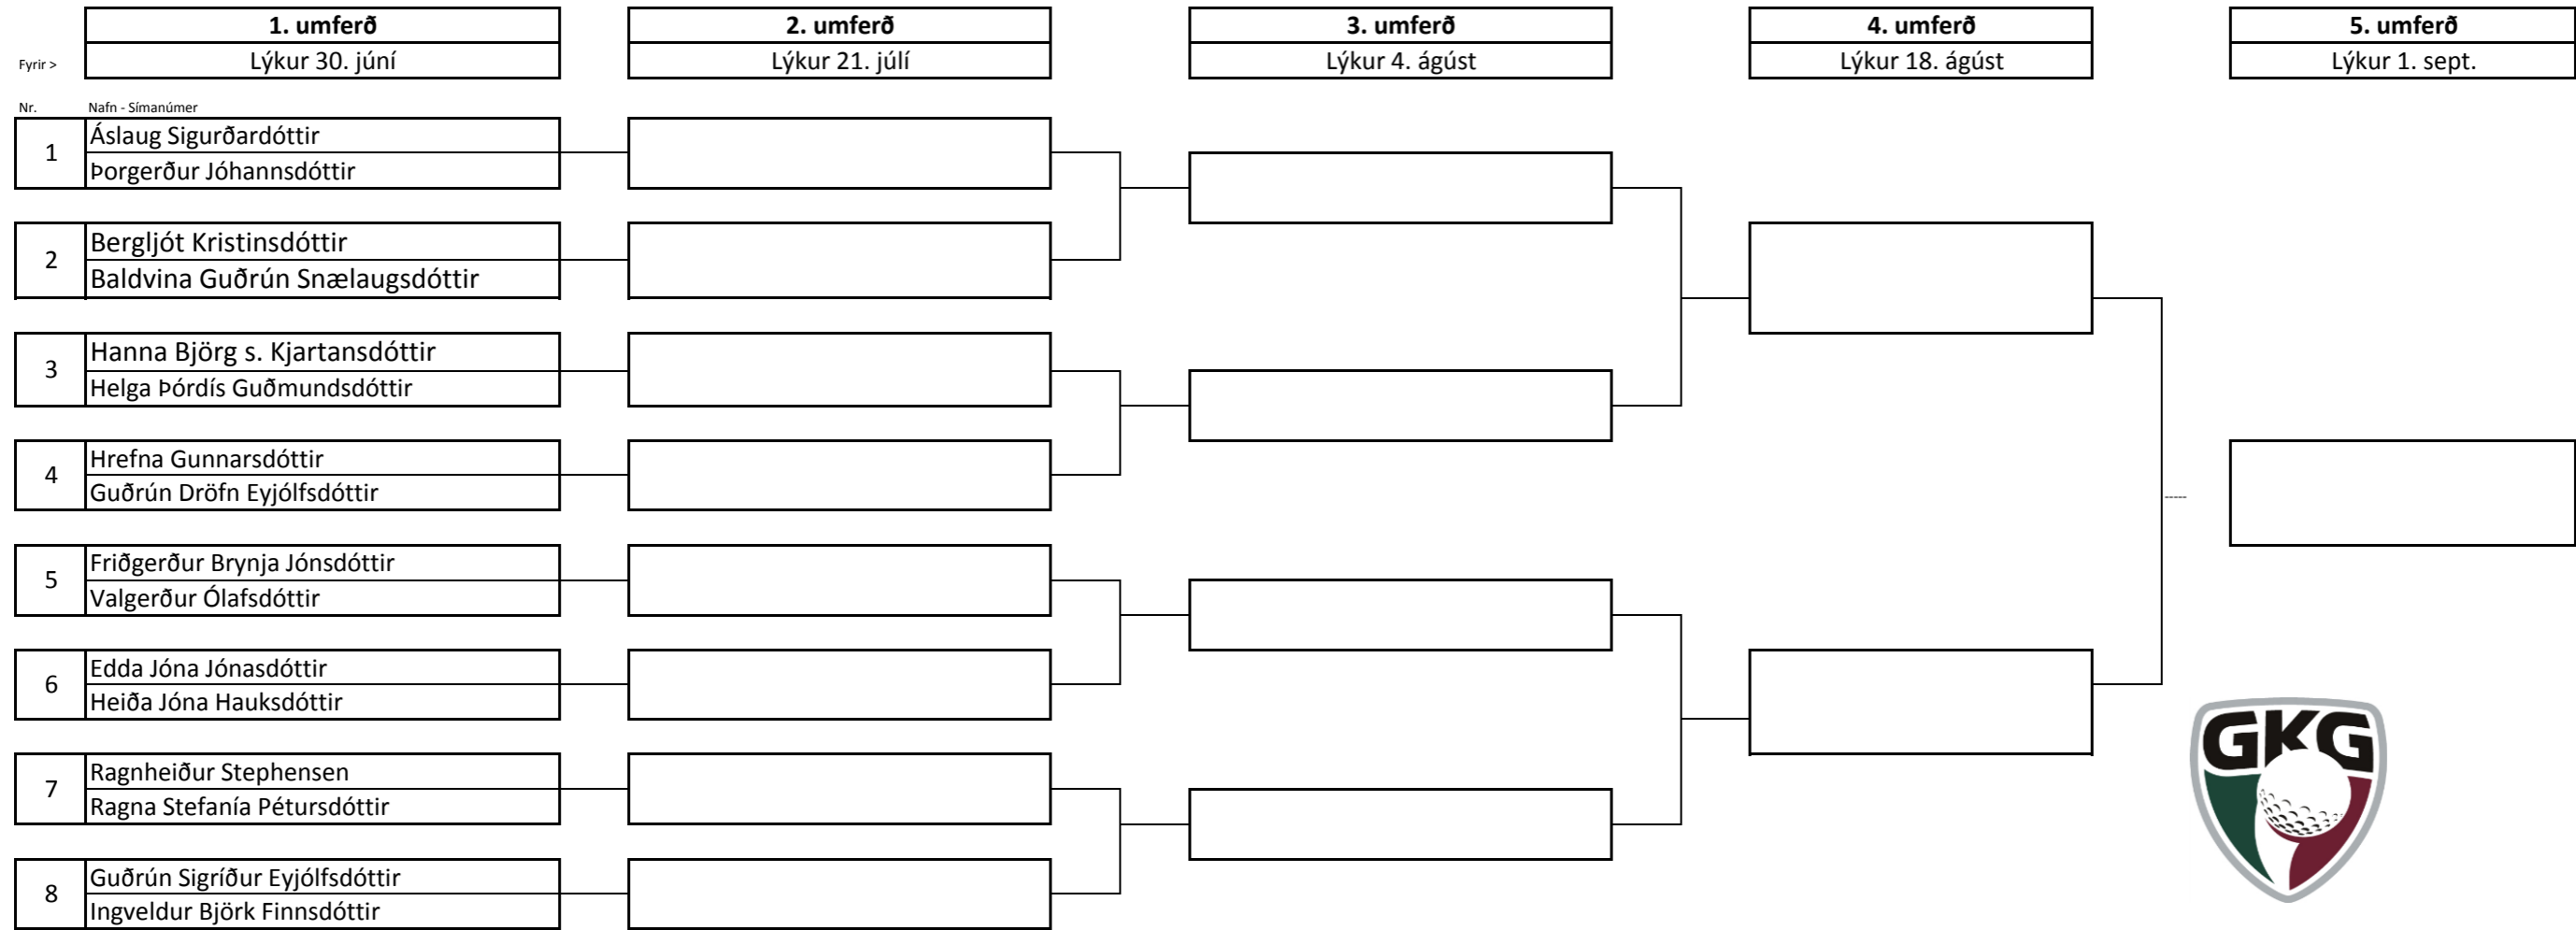 1. umferð
2. umferð
3. umferð
4. umferð
5. umferð
Fyrir >
Lýkur 30. júní
Lýkur 21. júlí
Lýkur 4. ágúst
Lýkur 18. ágúst
Lýkur 1. sept.
Nr.
Nafn - Símanúmer
1
Áslaug Sigurðardóttir
Þorgerður Jóhannsdóttir
2
Bergljót Kristinsdóttir
Baldvina Guðrún Snælaugsdóttir
3
Hanna Björg s. Kjartansdóttir
Helga Þórdís Guðmundsdóttir
4
Hrefna Gunnarsdóttir
Guðrún Dröfn Eyjólfsdóttir
-----
5
Friðgerður Brynja Jónsdóttir
Valgerður Ólafsdóttir
6
Edda Jóna Jónasdóttir
Heiða Jóna Hauksdóttir
7
Ragnheiður Stephensen
Ragna Stefanía Pétursdóttir
GKG
8
Guðrún Sigríður Eyjólfsdóttir
Ingveldur Björk Finnsdóttir